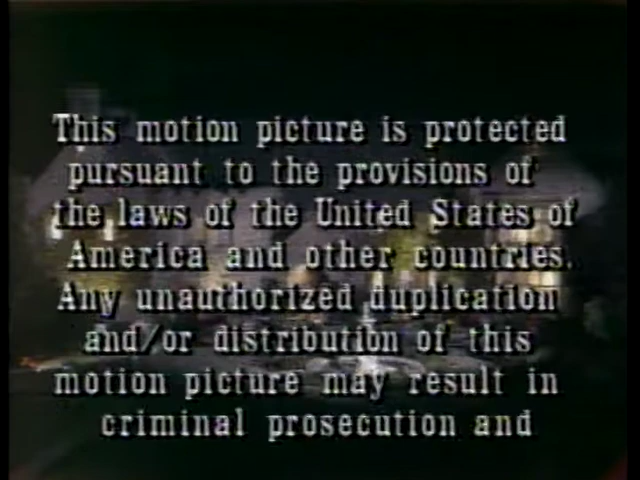 This motion picture is protected
pursuant to the provisions of
the laws of the United States of
America and other countries.
Any unauthorized duplication
and/or distribution of this
motion picture may result in
criminal prosecution and